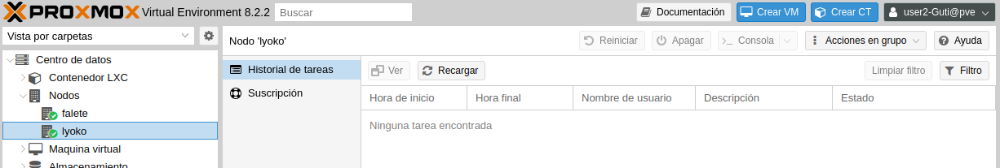 PROXMOX Virtual Environment 8.2.2 Buscar Documentación Crear VM Crear CT user2-Guti@pve
Vista por carpetas Nodo 'lyoko' Reiniciar Apagar Consola Acciones en grupo Ayuda
Centro de datos Historial de tareas Ver Recargar Limpiar filtro Filtro
Contenedor LXC Suscripción Hora de inicio Hora final Nombre de usuario Descripción Estado
Nodos
falete Ninguna tarea encontrada
lyoko
Maquina virtual
Almacenamiento